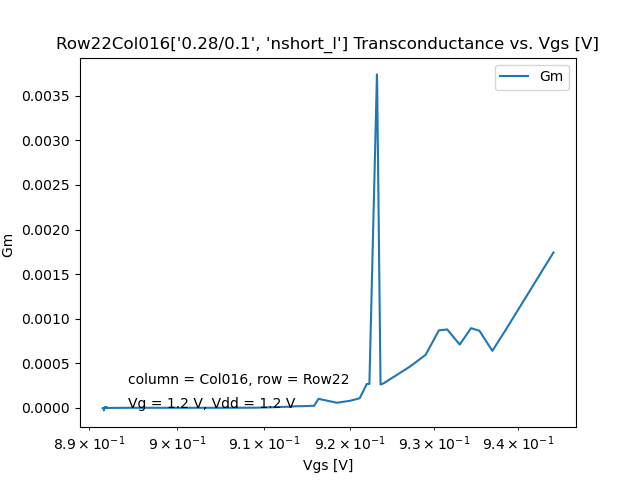 Row22Col016['0.28/0.1', 'nshort_l'] Transconductance vs. Vgs [V]
Gm
0.0035
0.0030
0.0025
0.0020
0.0015
0.0010
0.0005
0.0000
Gm
column = Col016, row = Row22
Vg = 1.2 V, Vdd = 1.2 V
8.9 × 10⁻¹ 9 × 10⁻¹ 9.1 × 10⁻¹ 9.2 × 10⁻¹ 9.3 × 10⁻¹ 9.4 × 10⁻¹
Vgs [V]